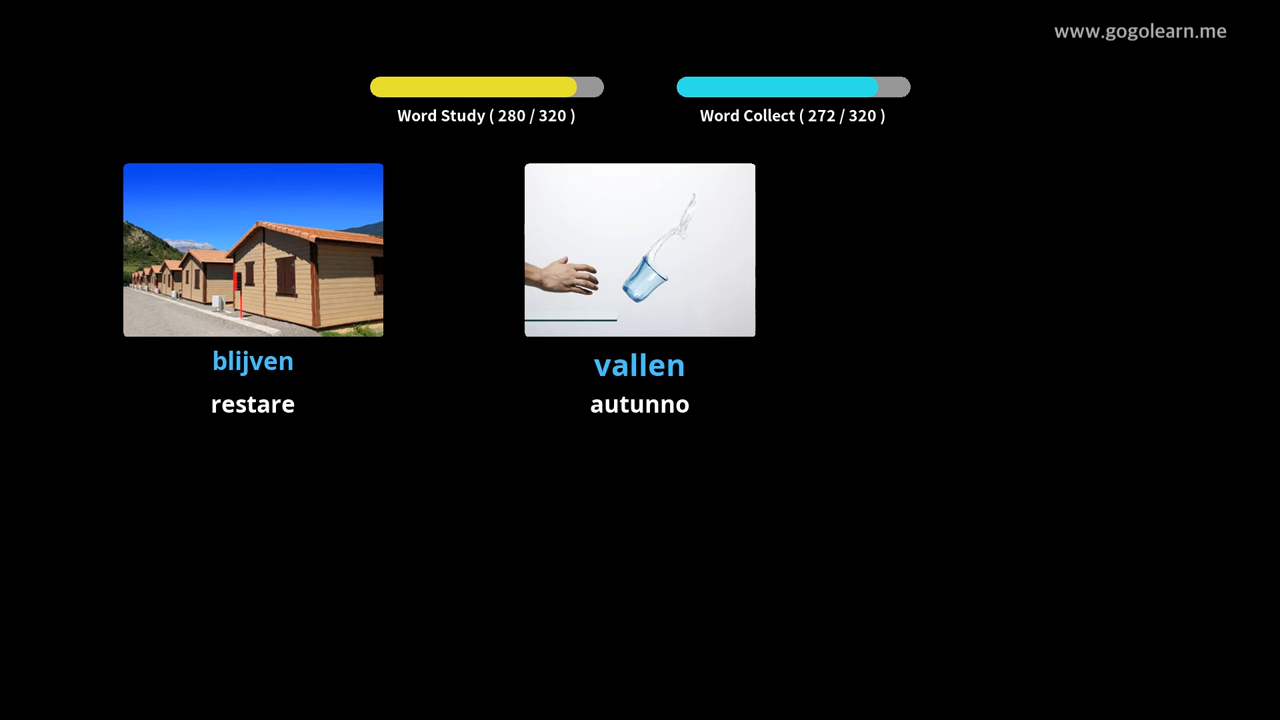 www.gogolearn.me
Word Study ( 280 / 320 )
Word Collect ( 272 / 320 )
blijven
restare
vallen
autunno